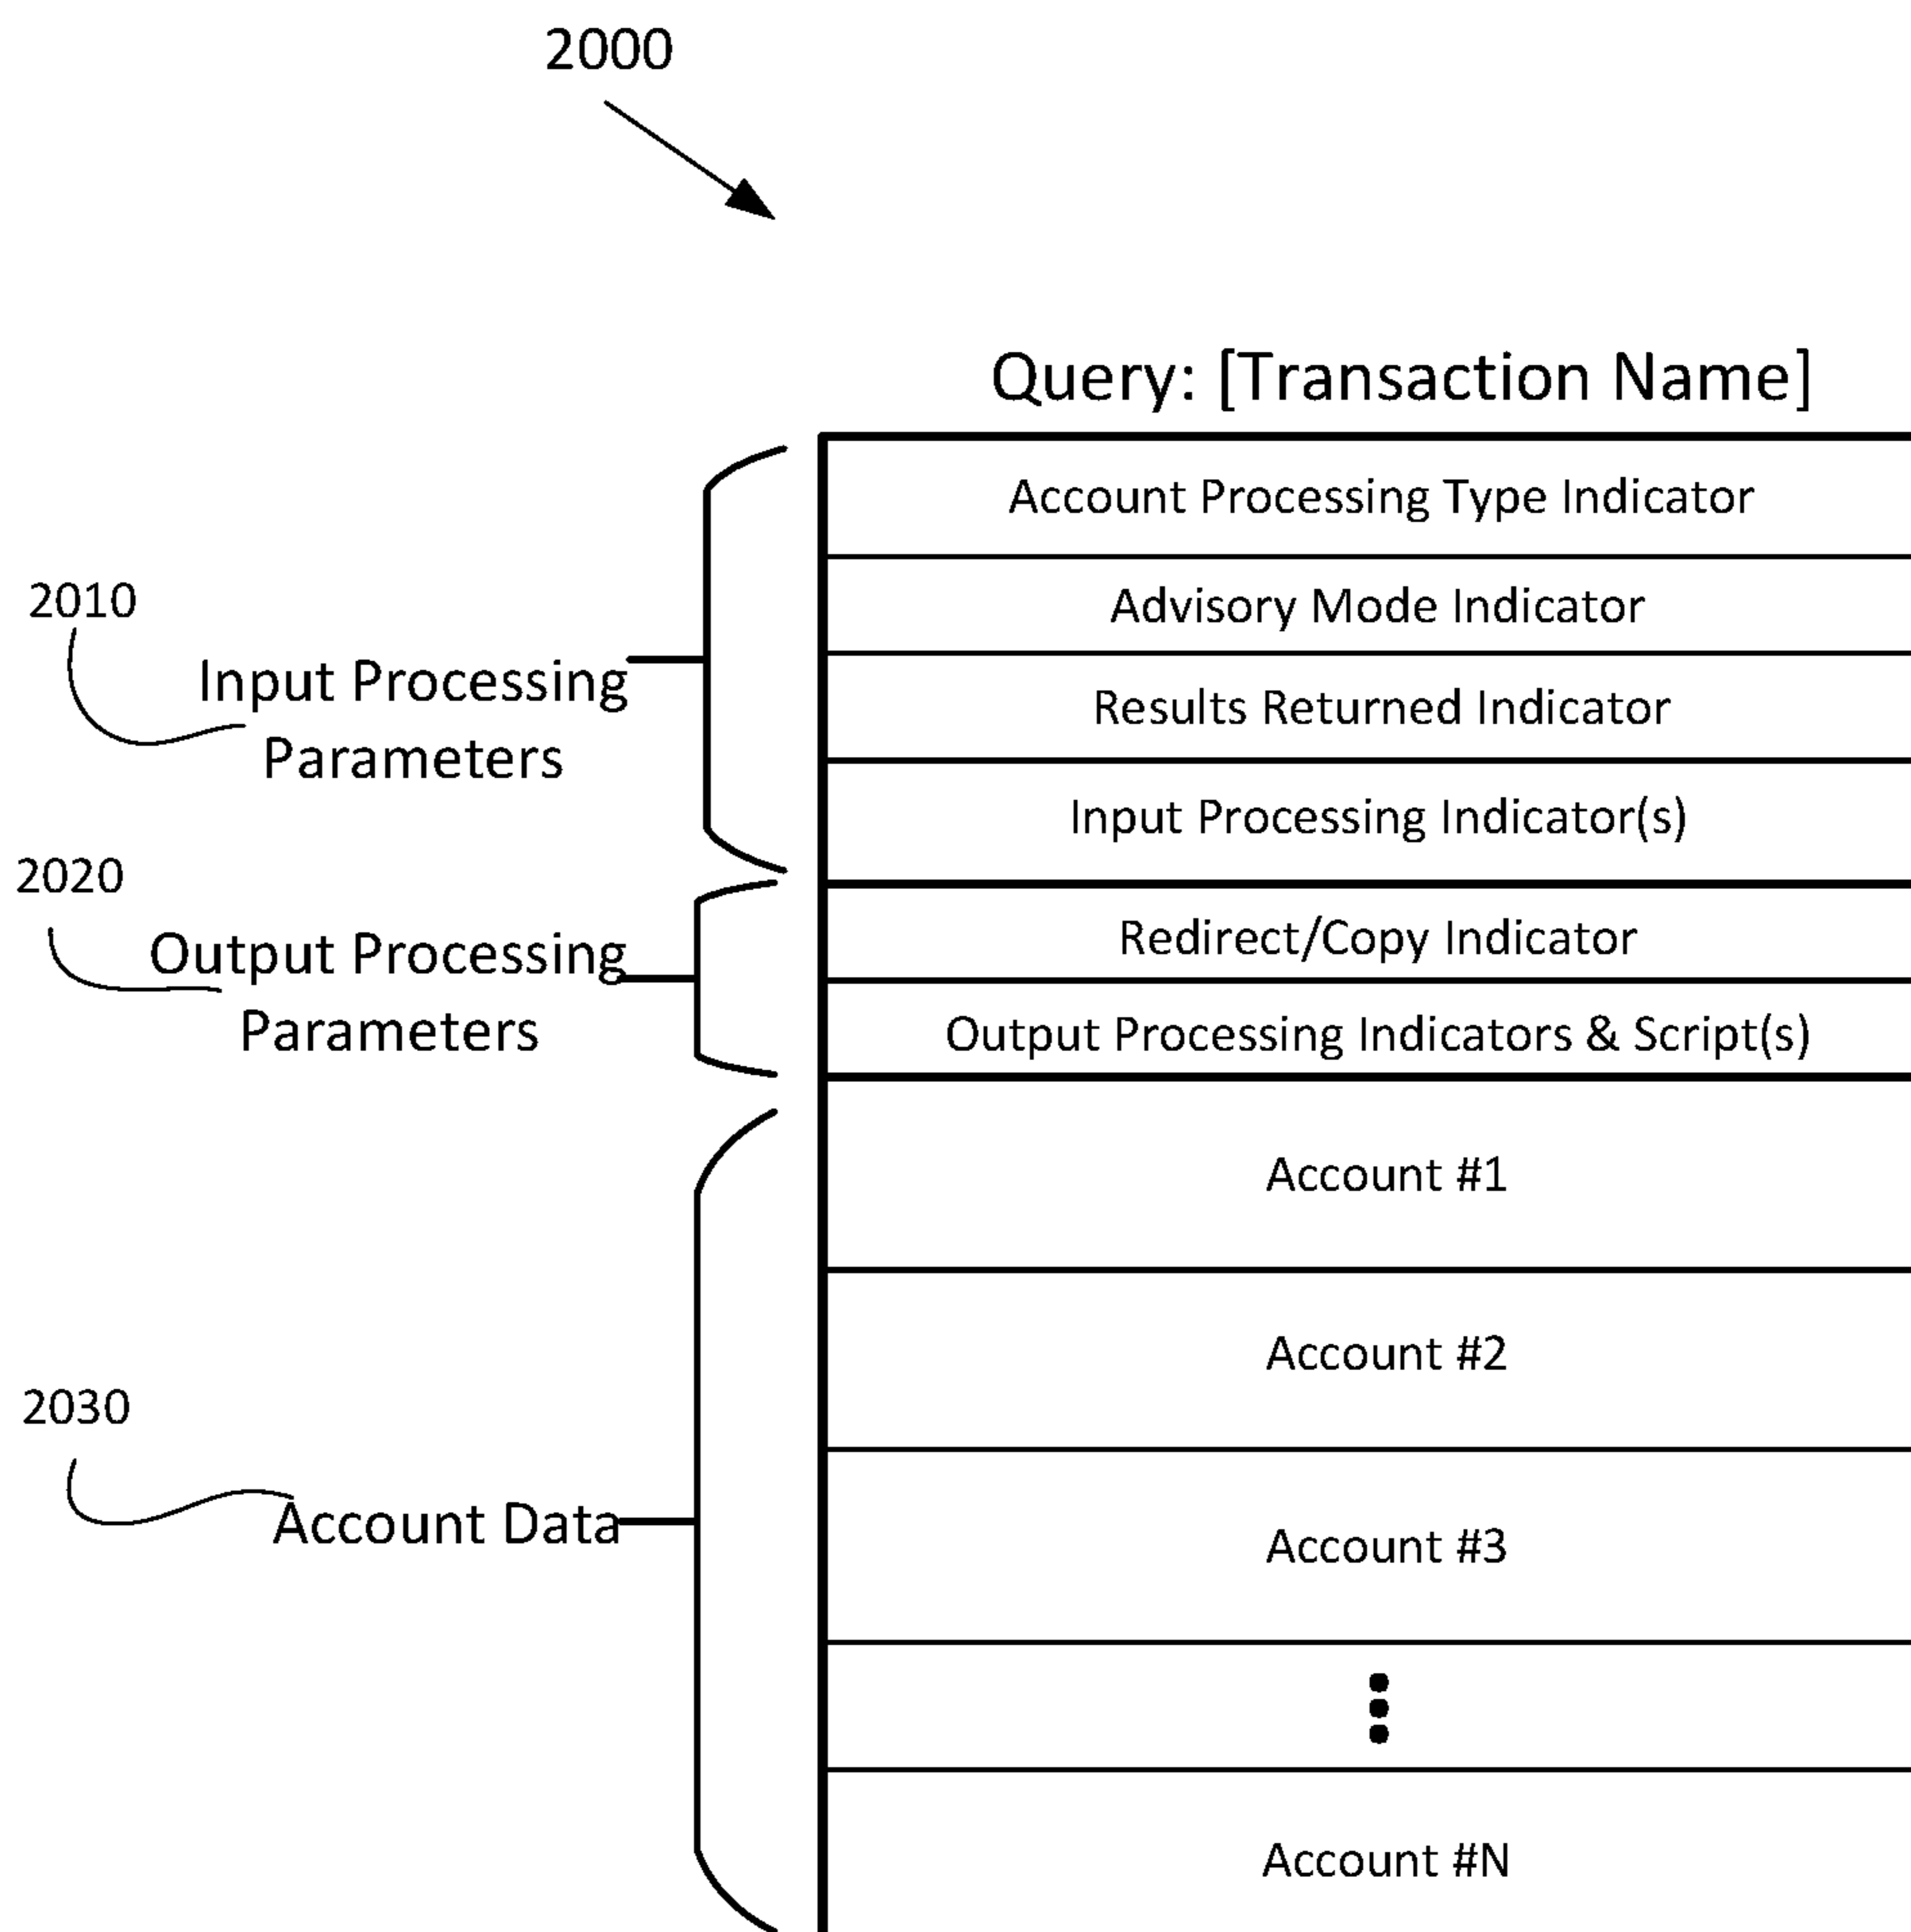 2000
Query: [Transaction Name]
Account Processing Type Indicator
2010
Advisory Mode Indicator
Input Processing
Parameters
Results Returned Indicator
Input Processing Indicator(s)
2020
Output Processing
Parameters
Redirect/Copy Indicator
Output Processing Indicators & Script(s)
Account #1
Account #2
2030
Account Data
Account #3
Account #N